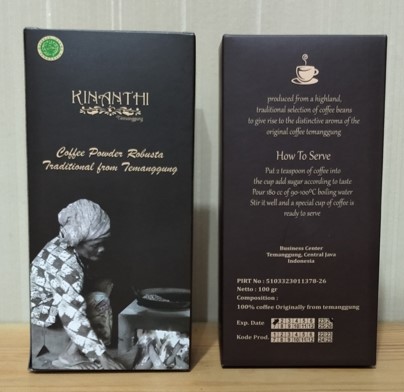 KINANTHI
Temanggung
Coffee Powder Robusta
Traditional from Temanggung
produced from a highland,
traditional selection of coffee beans
to give rise to the distinctive aroma of the
original coffee temanggung
How To Serve
Put 2 teaspoon of coffee into
the cup add sugar according to taste
Pour 180 cc of 90-100ºC boiling water
Stir it well and a special cup of coffee is
ready to serve
Business Center
Temanggung, Central Java
Indonesia
PIRT No : 5103323011370-26
Netto : 100 gr
Composition :
100% coffee Originally from temanggung
Exp. Date
Kode Prod.